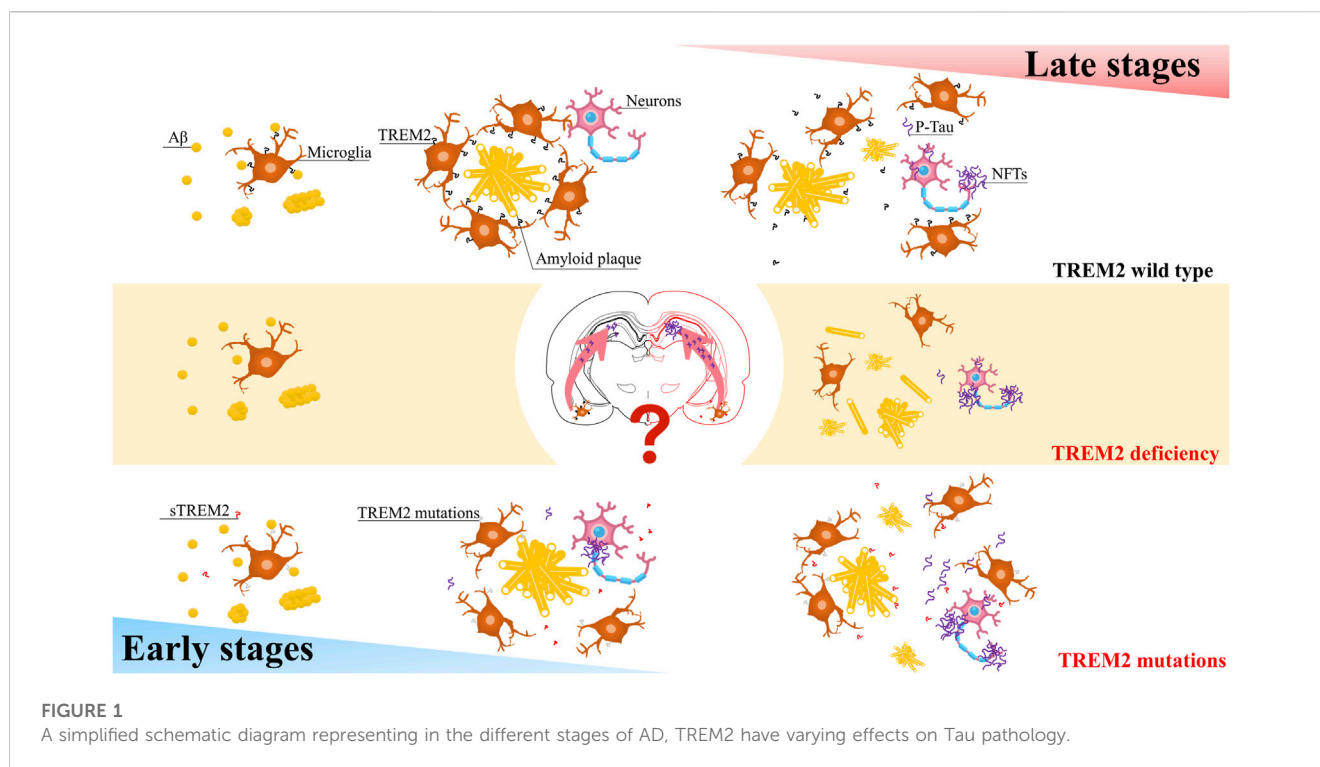 Late stages
Neurons
P-Tau
Aβ
TREM2
Microglia
NFTs
Amyloid plaque
TREM2 wild type
?
TREM2 deficiency
sTREM2
TREM2 mutations
Early stages
TREM2 mutations
FIGURE 1
A simplified schematic diagram representing in the different stages of AD, TREM2 have varying effects on Tau pathology.